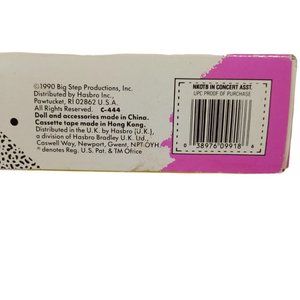 ©1990 Big Step Productions, Inc.
Distributed by Hasbro Inc.
Pawtucket, RI 02862 U.S.A.
All Rights Reserved. C-444
Doll and accessories made in China.
Cassette tape made in Hong Kong.
Distributed in the U.K. by Hasbro (U.K.),
a division of Hasbro Bradley U.K. Ltd.,
Caswell Way, Newport, Gwent, NPT OYH
* denotes Reg. U.S. Pat. & TM Office
NKOTB IN CONCERT ASST.
UPC PROOF OF PURCHASE
0 38976 09918 6